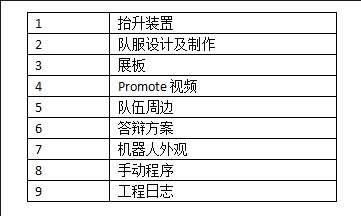 1 抬升装置
2 队服设计及制作
3 展板
4 Promote 视频
5 队伍周边
6 答辩方案
7 机器人外观
8 手动程序
9 工程日志